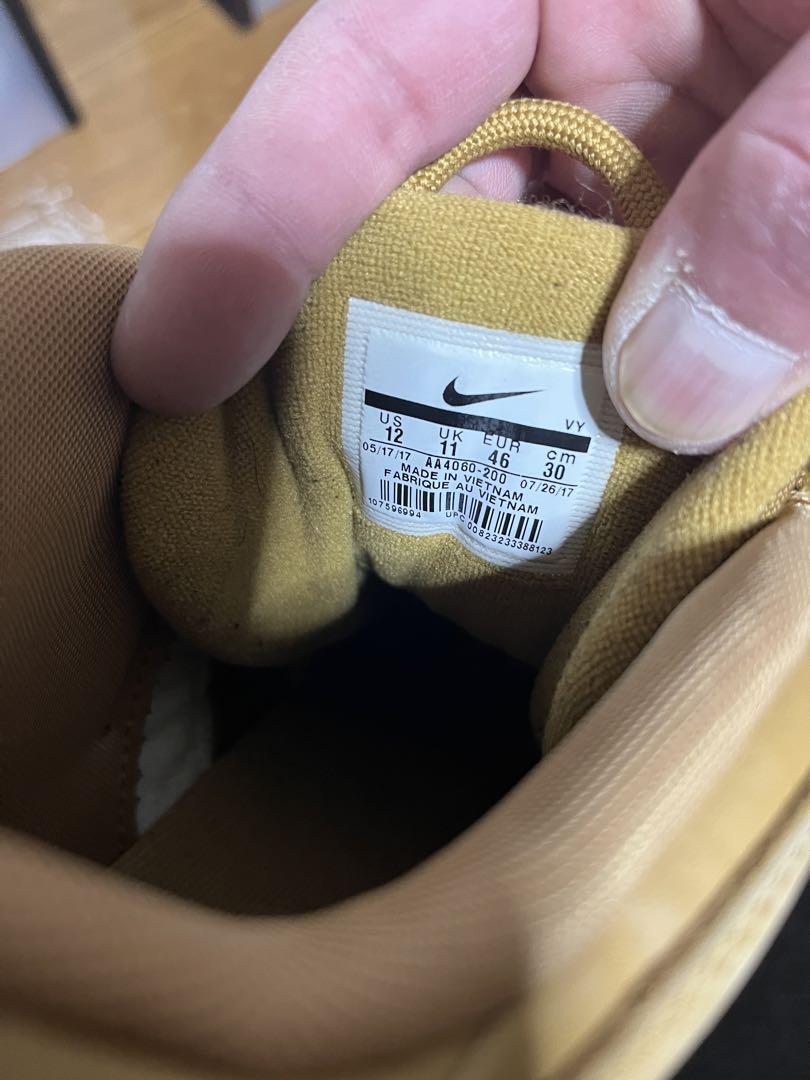 VY
US UK EUR cm
12 11 46 30
05/17/17 AA4060-200 07/26/17
MADE IN VIETNAM
FABRIQUE AU VIETNAM
107596994 UPC 00823233388123